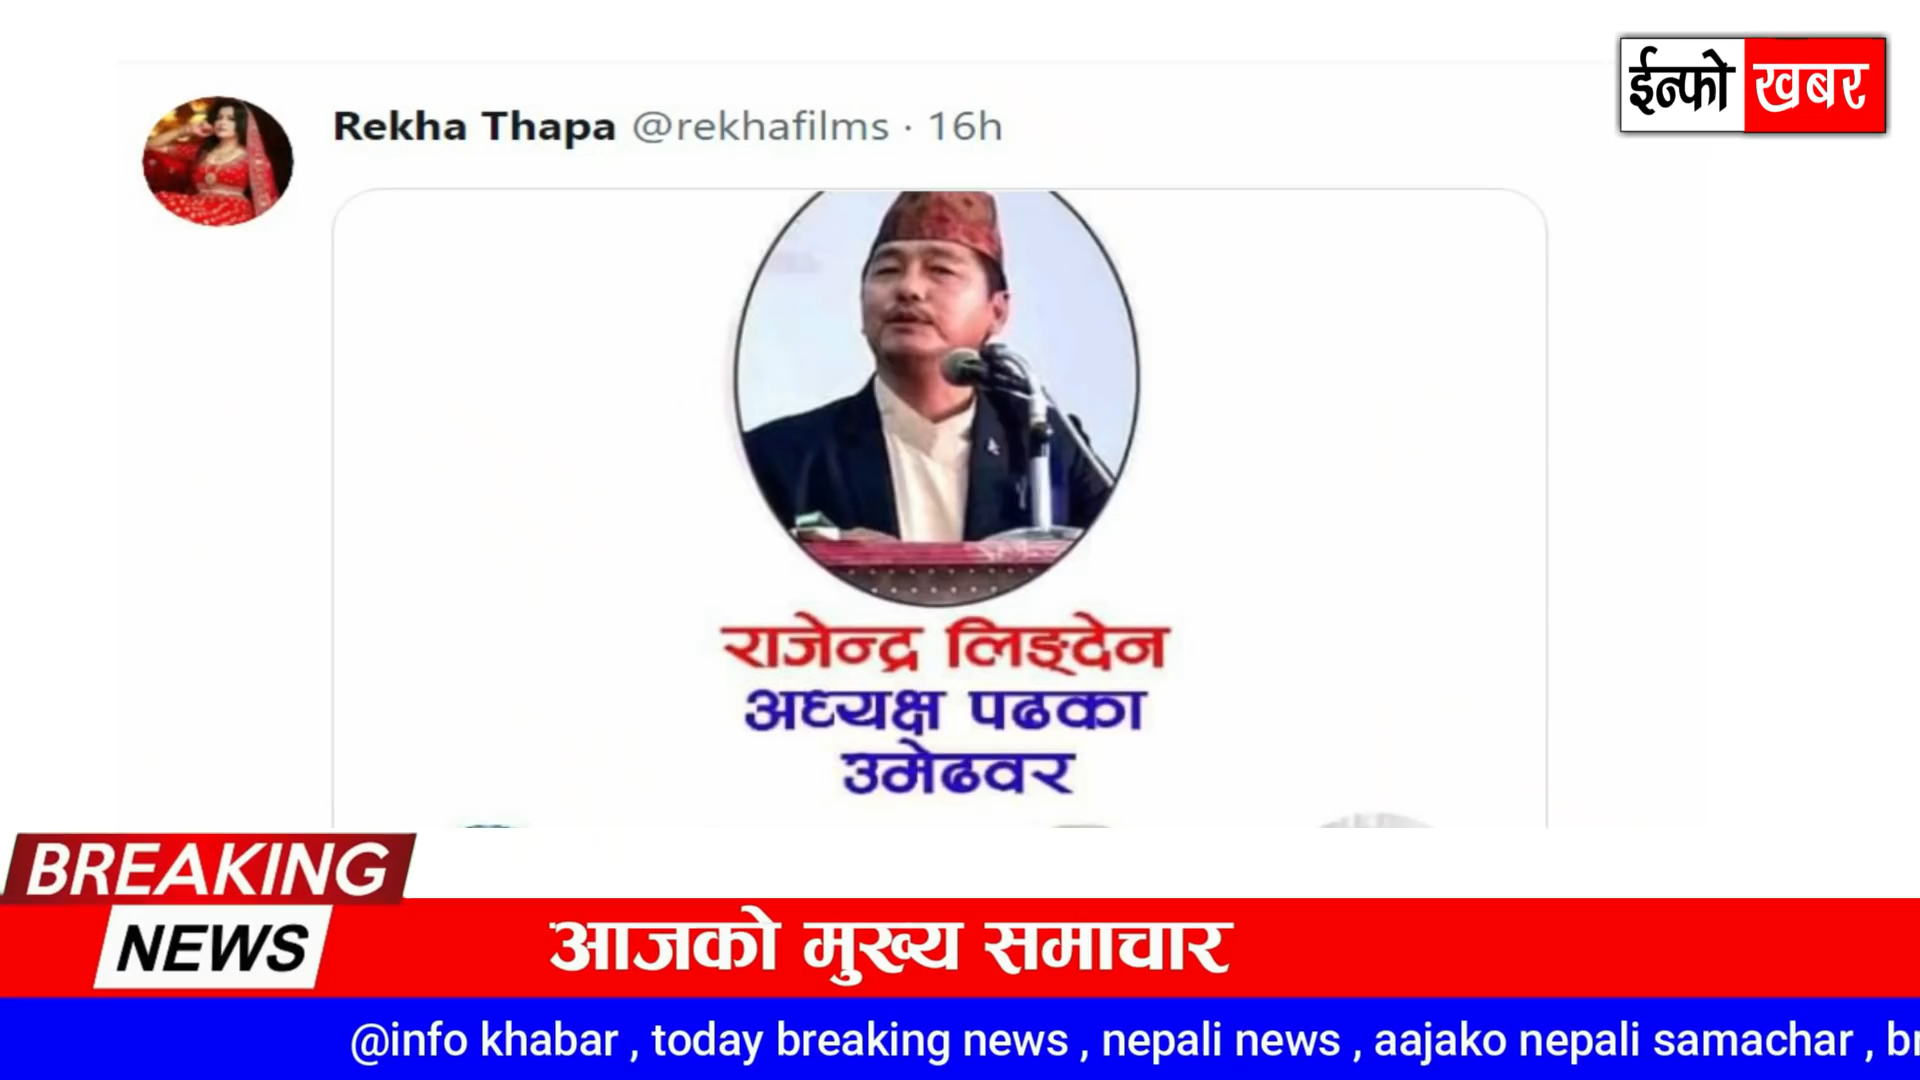 ईन्फो खबर
Rekha Thapa @rekhafilms · 16h
राजेन्द्र लिङ्देन
अध्यक्ष पढका
उमेढवर
BREAKING
NEWS
आजको मुख्य समाचार
@info khabar , today breaking news , nepali news , aajako nepali samachar , br